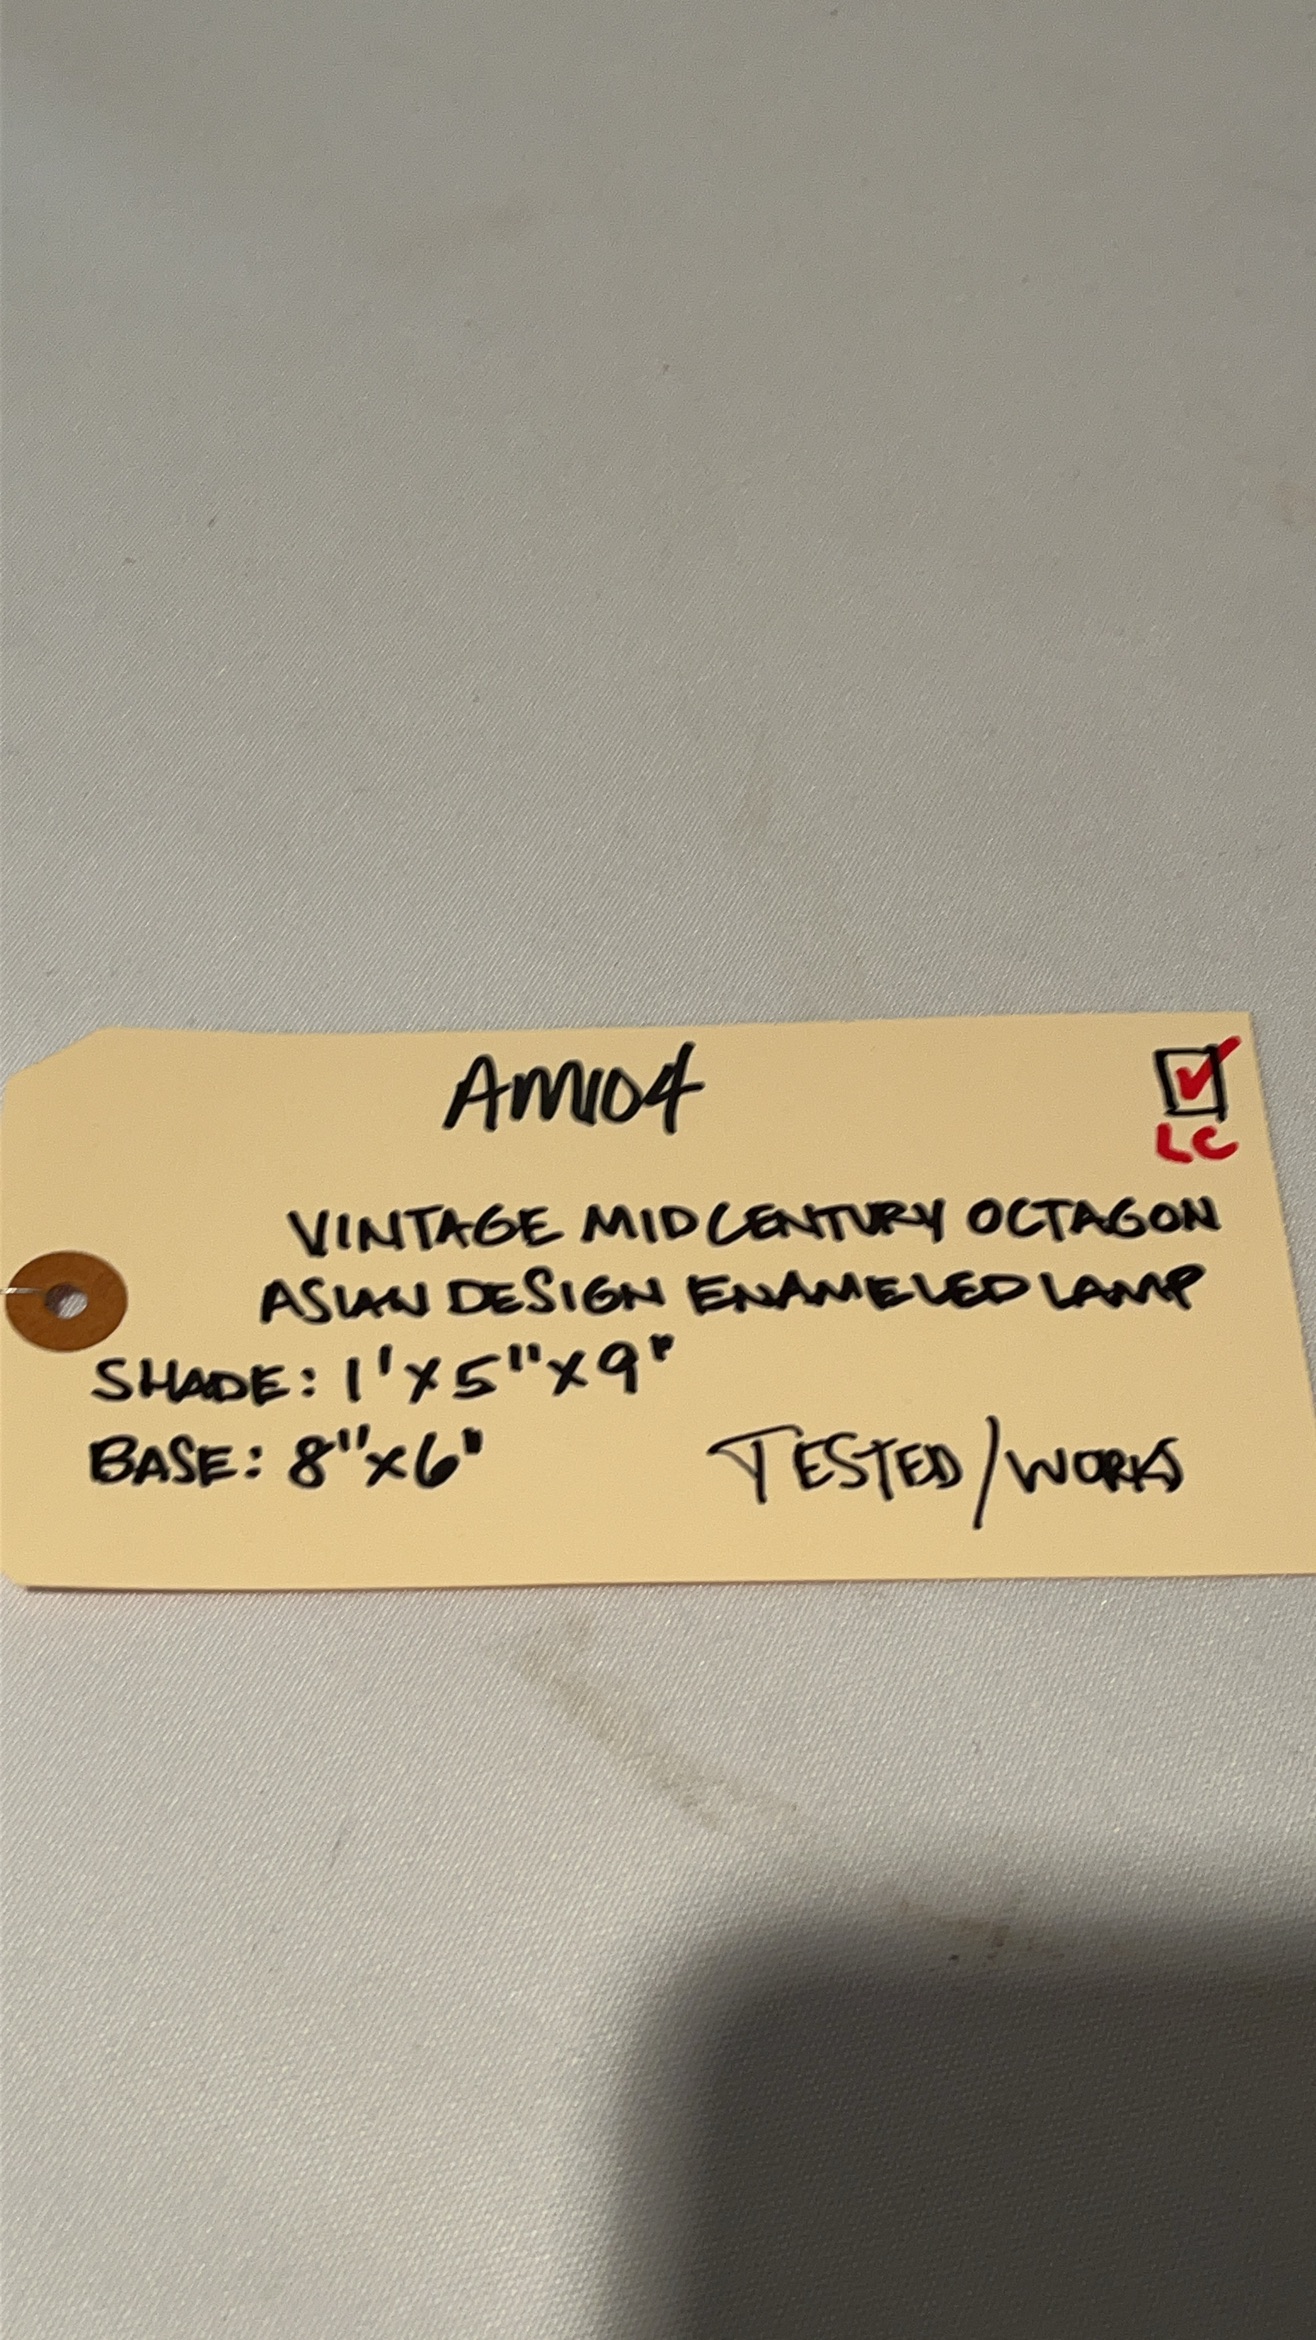 AM104
LC
VINTAGE MIDCENTURY OCTAGON
ASIAN DESIGN ENAMELED LAMP
SHADE: 1'X5"X9"
BASE: 8"X6"
TESTED/WORKS